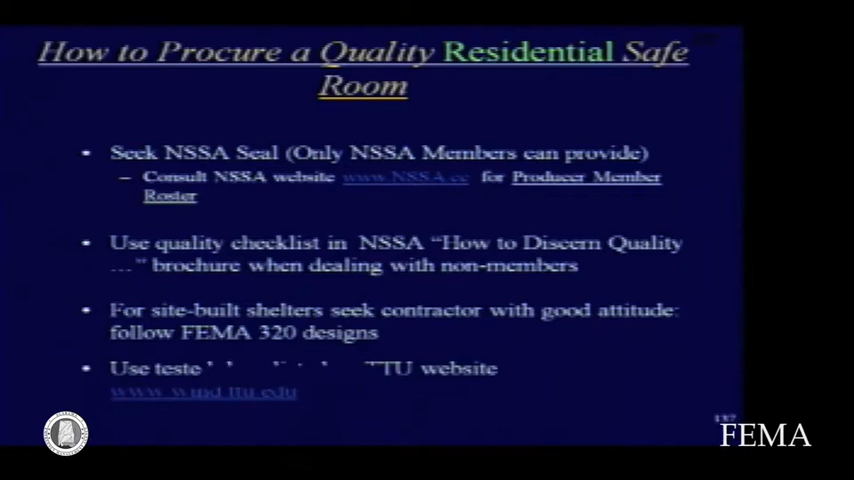 How to Procure a Quality Residential Safe
Room
• Seek NSSA Seal (Only NSSA Members can provide)
– Consult NSSA website www.NSSA.cc for Producer Member
Roster
• Use quality checklist in NSSA “How to Discern Quality
…” brochure when dealing with non-members
• For site-built shelters seek contractor with good attitude:
follow FEMA 320 designs
• Use TTU website
www.wind.ttu.edu
137
FEMA